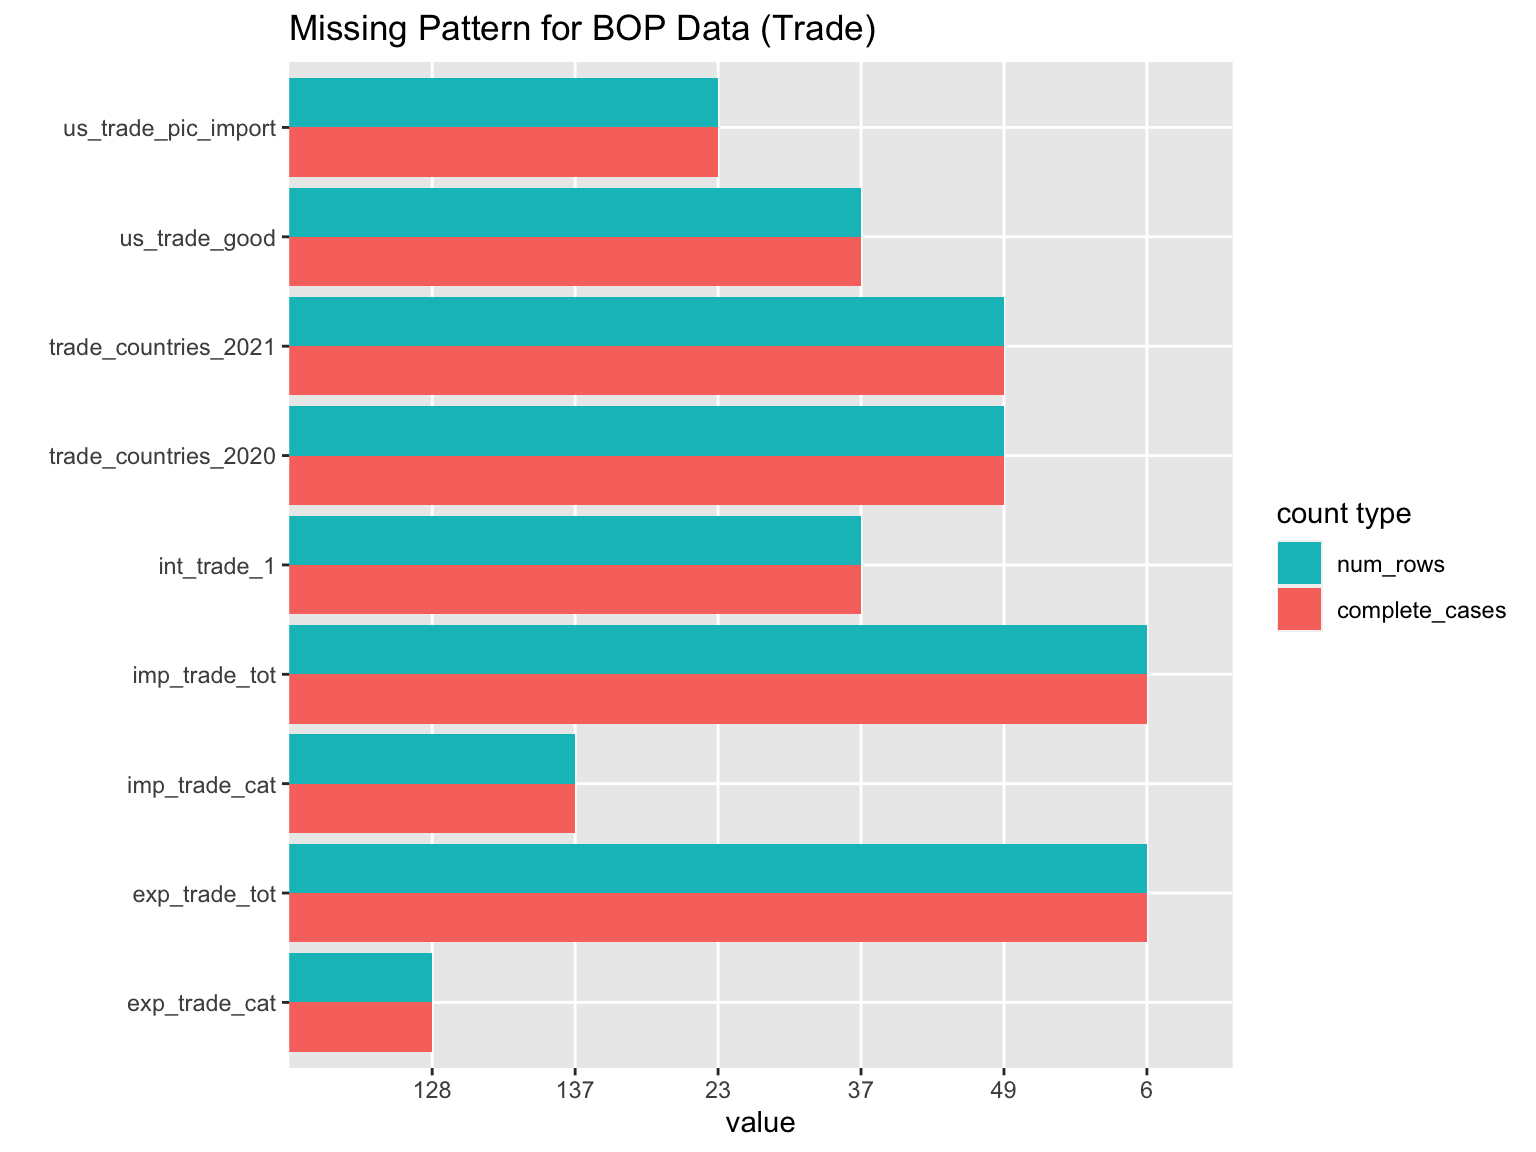 Missing Pattern for BOP Data (Trade)
us_trade_pic_import
us_trade_good
trade_countries_2021
trade_countries_2020
int_trade_1
imp_trade_tot
imp_trade_cat
exp_trade_tot
exp_trade_cat
128 137 23 37 49 6
value
count type
num_rows
complete_cases